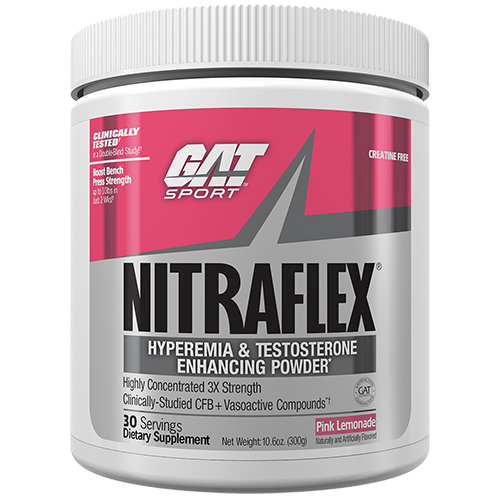 CLINICALLY
TESTED†
in a Double-Blind Study!†
Boost Bench
Press Strength
up to 10lbs in
Just 2 Wks!†
CREATINE FREE
GAT
SPORT
NITRAFLEX®
HYPEREMIA & TESTOSTERONE
ENHANCING POWDER*
Highly Concentrated 3X Strength
Clinically-Studied CFB + Vasoactive Compounds*†
30 Servings
Dietary Supplement
Net Weight: 10.6oz. (300g)
Pink Lemonade
Naturally and Artificially Flavored
GAT